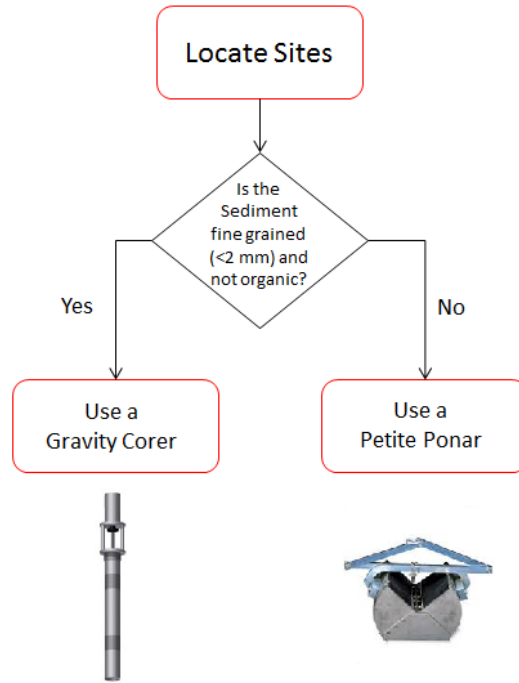 Locate Sites
Is the
Sediment
fine grained
(<2 mm) and
not organic?
Yes
No
Use a
Gravity Corer
Use a
Petite Ponar